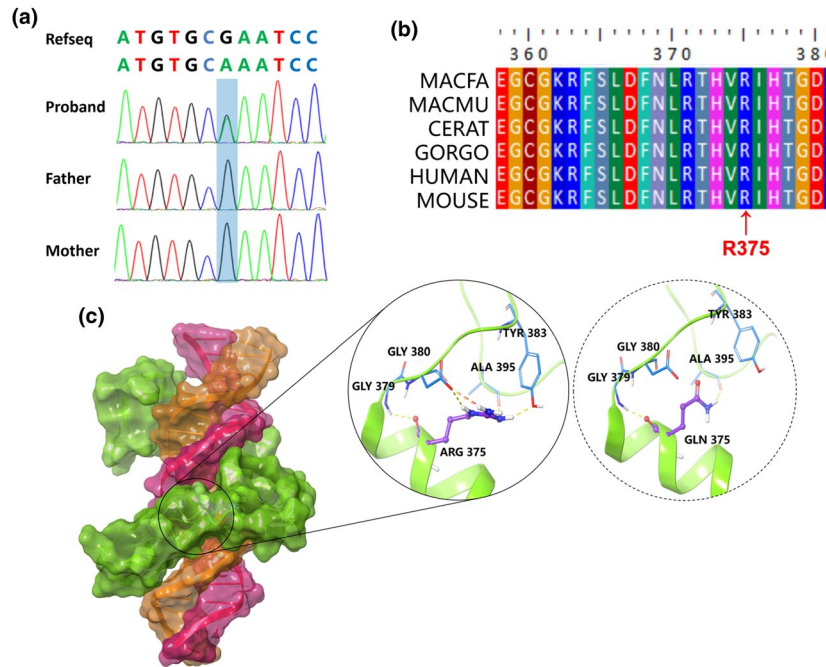 (a)
Refseq A T G T G C G A A T C C
A T G T G C A A A T C C
Proband
Father
Mother
(b)
360 370 380
MACFA EGCGKRFSLDFNLRTHVRIHTGD
MACMU EGCGKRFSLDFNLRTHVRIHTGD
CERAT EGCGKRFSLDFNLRTHVRIHTGD
GORGO EGCGKRFSLDFNLRTHVRIHTGD
HUMAN EGCGKRFSLDFNLRTHVRIHTGD
MOUSE EGCGKRFSLDFNLRTHVRIHTGD
R375
(c)
TYR 383
GLY 380
ALA 395
GLY 379
ARG 375
TYR 383
GLY 380
ALA 395
GLY 379
GLN 375